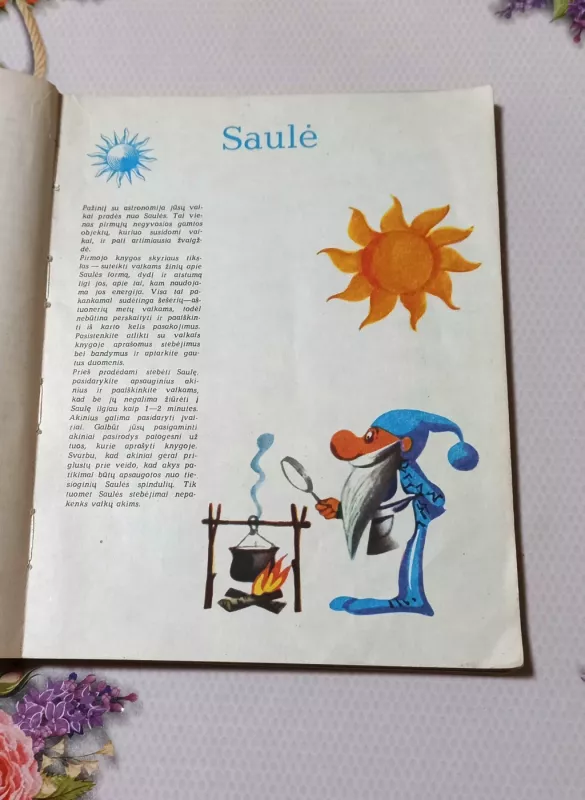 Saulė
Pažintį su astronomija jūsų vai-
kai pradės nuo Saulės. Tai vie-
nas pirmųjų negyvosios gamtos
objektų, kuriuo susidomi vai-
kai, ir pati artimiausia žvaigž-
dė.
Pirmojo knygos skyriaus tiks-
las — suteikti vaikams žinių apie
Saulės formą, dydį ir atstumą
ligi jos, apie tai, kam naudoja-
ma jos energija. Visa tai pa-
kankamai sudėtinga šešerių—aš-
tuonerių metų vaikams, todėl
nebūtina perskaityti ir paaiškin-
ti iš karto kelis pasakojimus.
Pasistenkite atlikti su vaikais
knygoje aprašomus stebėjimus
bei bandymus ir aptarkite gau-
tus duomenis.
Prieš pradėdami stebėti Saulę,
pasidarykite apsauginius aki-
nius ir paaiškinkite vaikams,
kad be jų negalima žiūrėti į
Saulę ilgiau kaip 1—2 minutes.
Akinius galima pasidaryti įvai-
riai. Galbūt jūsų pasigaminti
akiniai pasirodys patogesni už
tuos, kurie aprašyti knygoje.
Svarbu, kad akiniai gerai pri-
glustų prie veido, kad akys pa-
tikimai būtų apsaugotos nuo tie-
sioginių Saulės spindulių. Tik
tuomet Saulės stebėjimai nepa-
kenks vaikų akims.